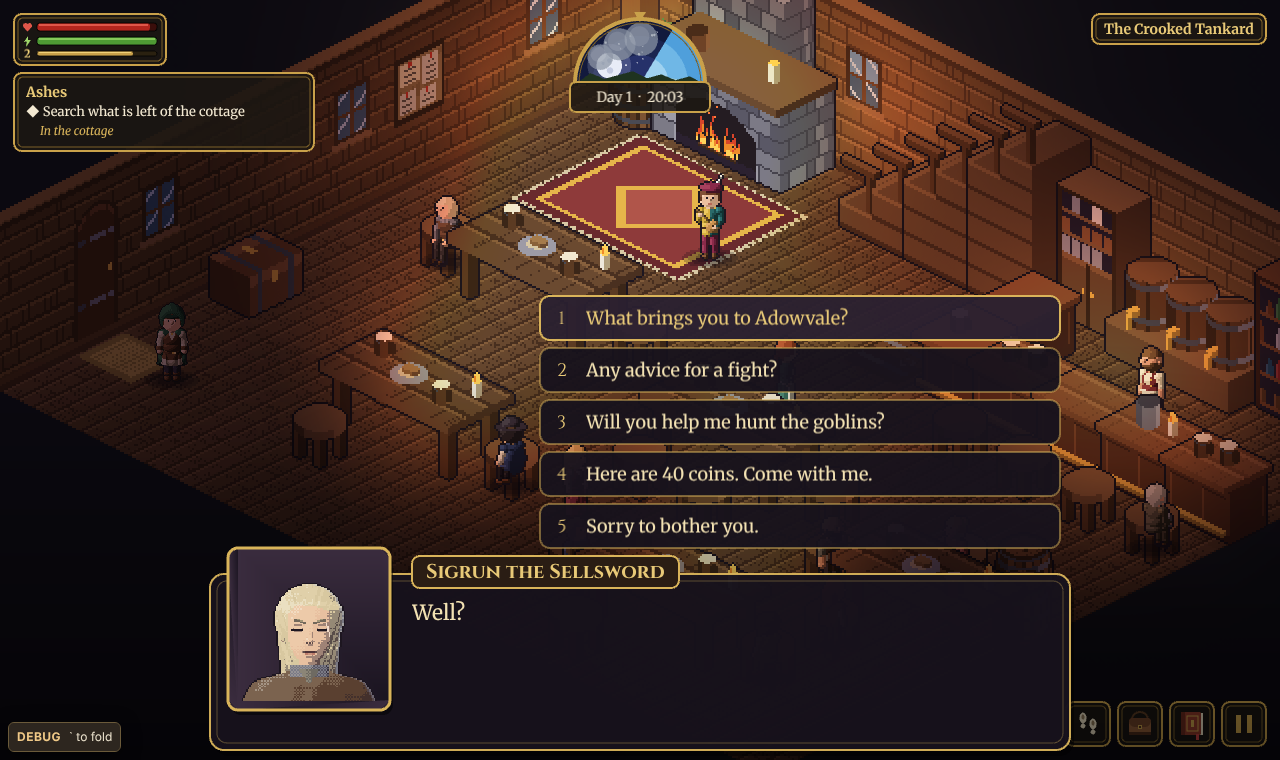 2
Ashes
Search what is left of the cottage
In the cottage
Day 1 · 20:03
The Crooked Tankard
1 What brings you to Adowvale?
2 Any advice for a fight?
3 Will you help me hunt the goblins?
4 Here are 40 coins. Come with me.
5 Sorry to bother you.
Sigrun the Sellsword
Well?
DEBUG ` to fold